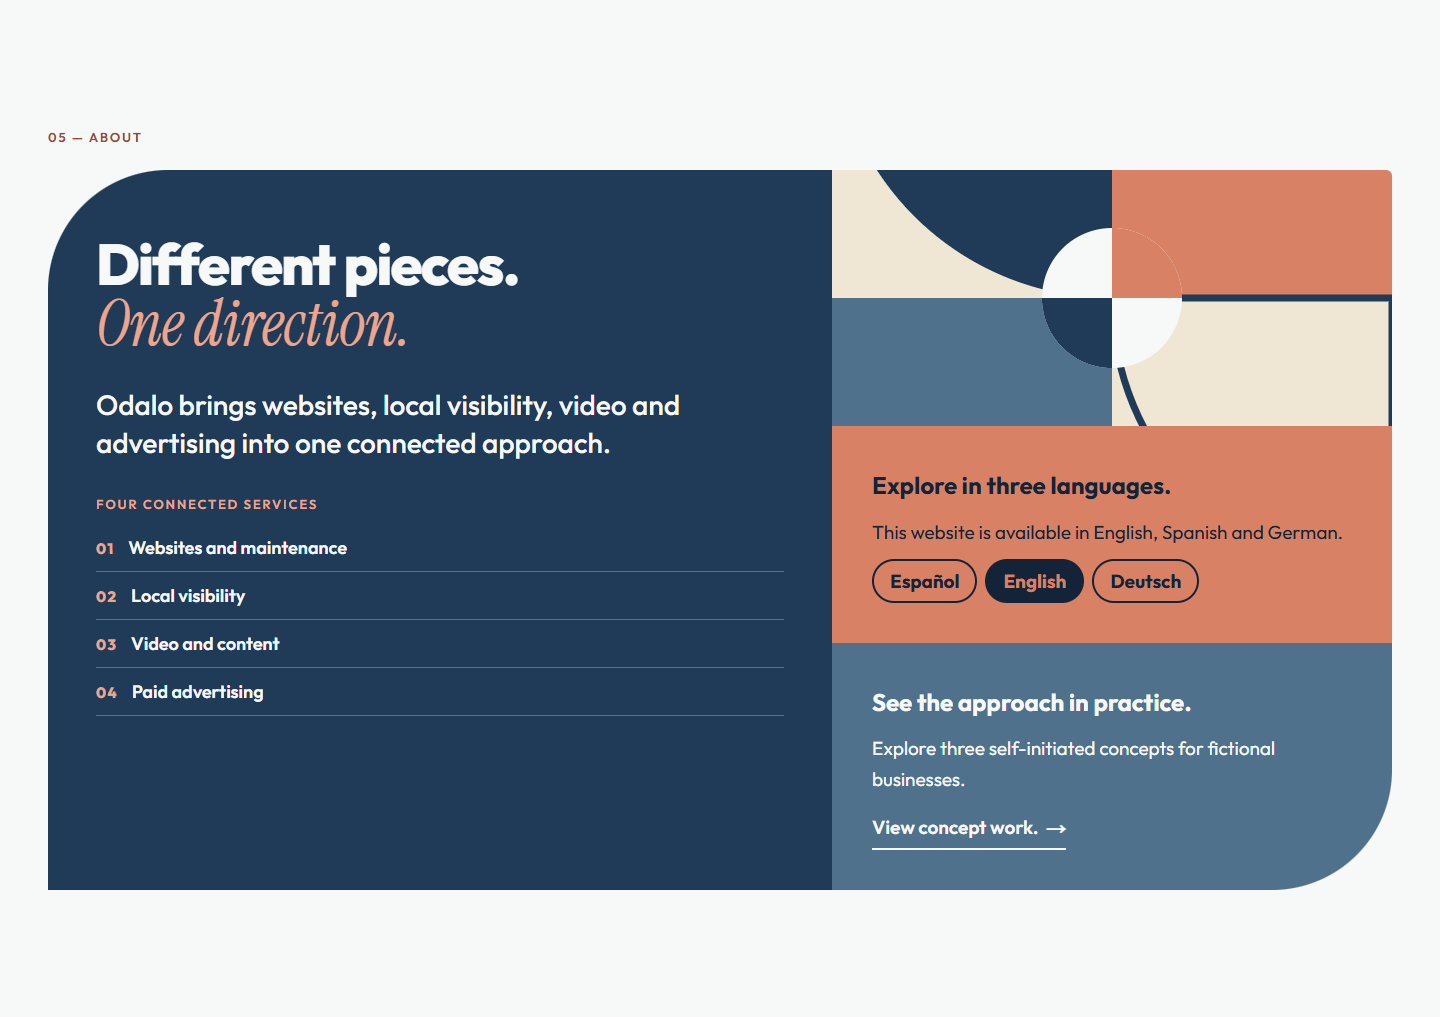 05 — ABOUT
Different pieces.
One direction.
Odalo brings websites, local visibility, video and
advertising into one connected approach.
FOUR CONNECTED SERVICES
01 Websites and maintenance
02 Local visibility
03 Video and content
04 Paid advertising
Explore in three languages.
This website is available in English, Spanish and German.
Español English Deutsch
See the approach in practice.
Explore three self-initiated concepts for fictional
businesses.
View concept work. →